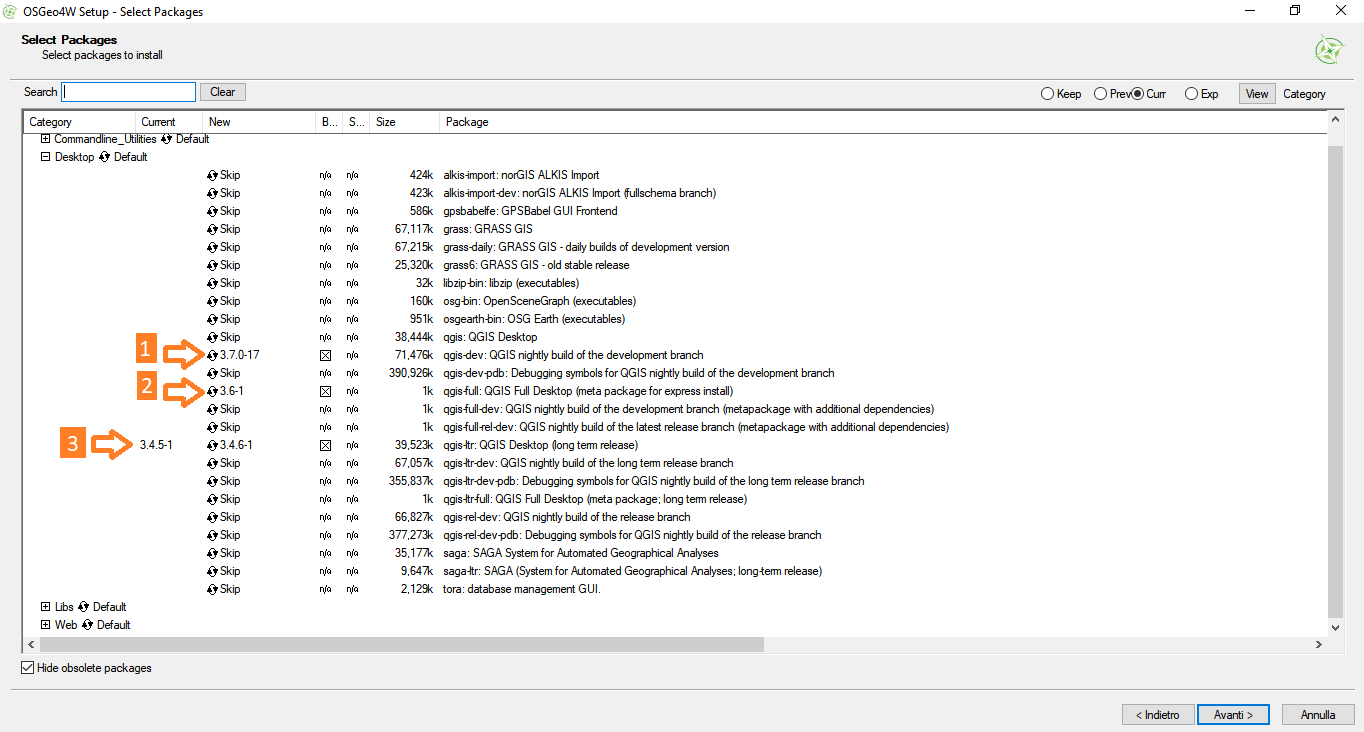 OSGeo4W Setup - Select Packages
Select Packages
Select packages to install
Search Clear Keep Prev Curr Exp View Category
Category Current New B... S... Size Package
Commandline_Utilities Default
Desktop Default
Skip n/a n/a 424k alkis-import: norGIS ALKIS Import
Skip n/a n/a 423k alkis-import-dev: norGIS ALKIS Import (fullschema branch)
Skip n/a n/a 586k gpsbabelfe: GPSBabel GUI Frontend
Skip n/a n/a 67,117k grass: GRASS GIS
Skip n/a n/a 67,215k grass-daily: GRASS GIS - daily builds of development version
Skip n/a n/a 25,320k grass6: GRASS GIS - old stable release
Skip n/a n/a 32k libzip-bin: libzip (executables)
Skip n/a n/a 160k osg-bin: OpenSceneGraph (executables)
Skip n/a n/a 951k osgearth-bin: OSG Earth (executables)
Skip n/a n/a 38,444k qgis: QGIS Desktop
1 3.7.0-17 n/a 71,476k qgis-dev: QGIS nightly build of the development branch
Skip n/a n/a 390,926k qgis-dev-pdb: Debugging symbols for QGIS nightly build of the development branch
2 3.6-1 n/a 1k qgis-full: QGIS Full Desktop (meta package for express install)
Skip n/a n/a 1k qgis-full-dev: QGIS nightly build of the development branch (metapackage with additional dependencies)
Skip n/a n/a 1k qgis-full-rel-dev: QGIS nightly build of the latest release branch (metapackage with additional dependencies)
3 3.4.5-1 3.4.6-1 n/a 39,523k qgis-ltr: QGIS Desktop (long term release)
Skip n/a n/a 67,057k qgis-ltr-dev: QGIS nightly build of the long term release branch
Skip n/a n/a 355,837k qgis-ltr-dev-pdb: Debugging symbols for QGIS nightly build of the long term release branch
Skip n/a n/a 1k qgis-ltr-full: QGIS Full Desktop (meta package; long term release)
Skip n/a n/a 66,827k qgis-rel-dev: QGIS nightly build of the release branch
Skip n/a n/a 377,273k qgis-rel-dev-pdb: Debugging symbols for QGIS nightly build of the release branch
Skip n/a n/a 35,177k saga: SAGA System for Automated Geographical Analyses
Skip n/a n/a 9,647k saga-ltr: SAGA (System for Automated Geographical Analyses; long-term release)
Skip n/a n/a 2,129k tora: database management GUI.
Libs Default
Web Default
Hide obsolete packages
< Indietro Avanti > Annulla